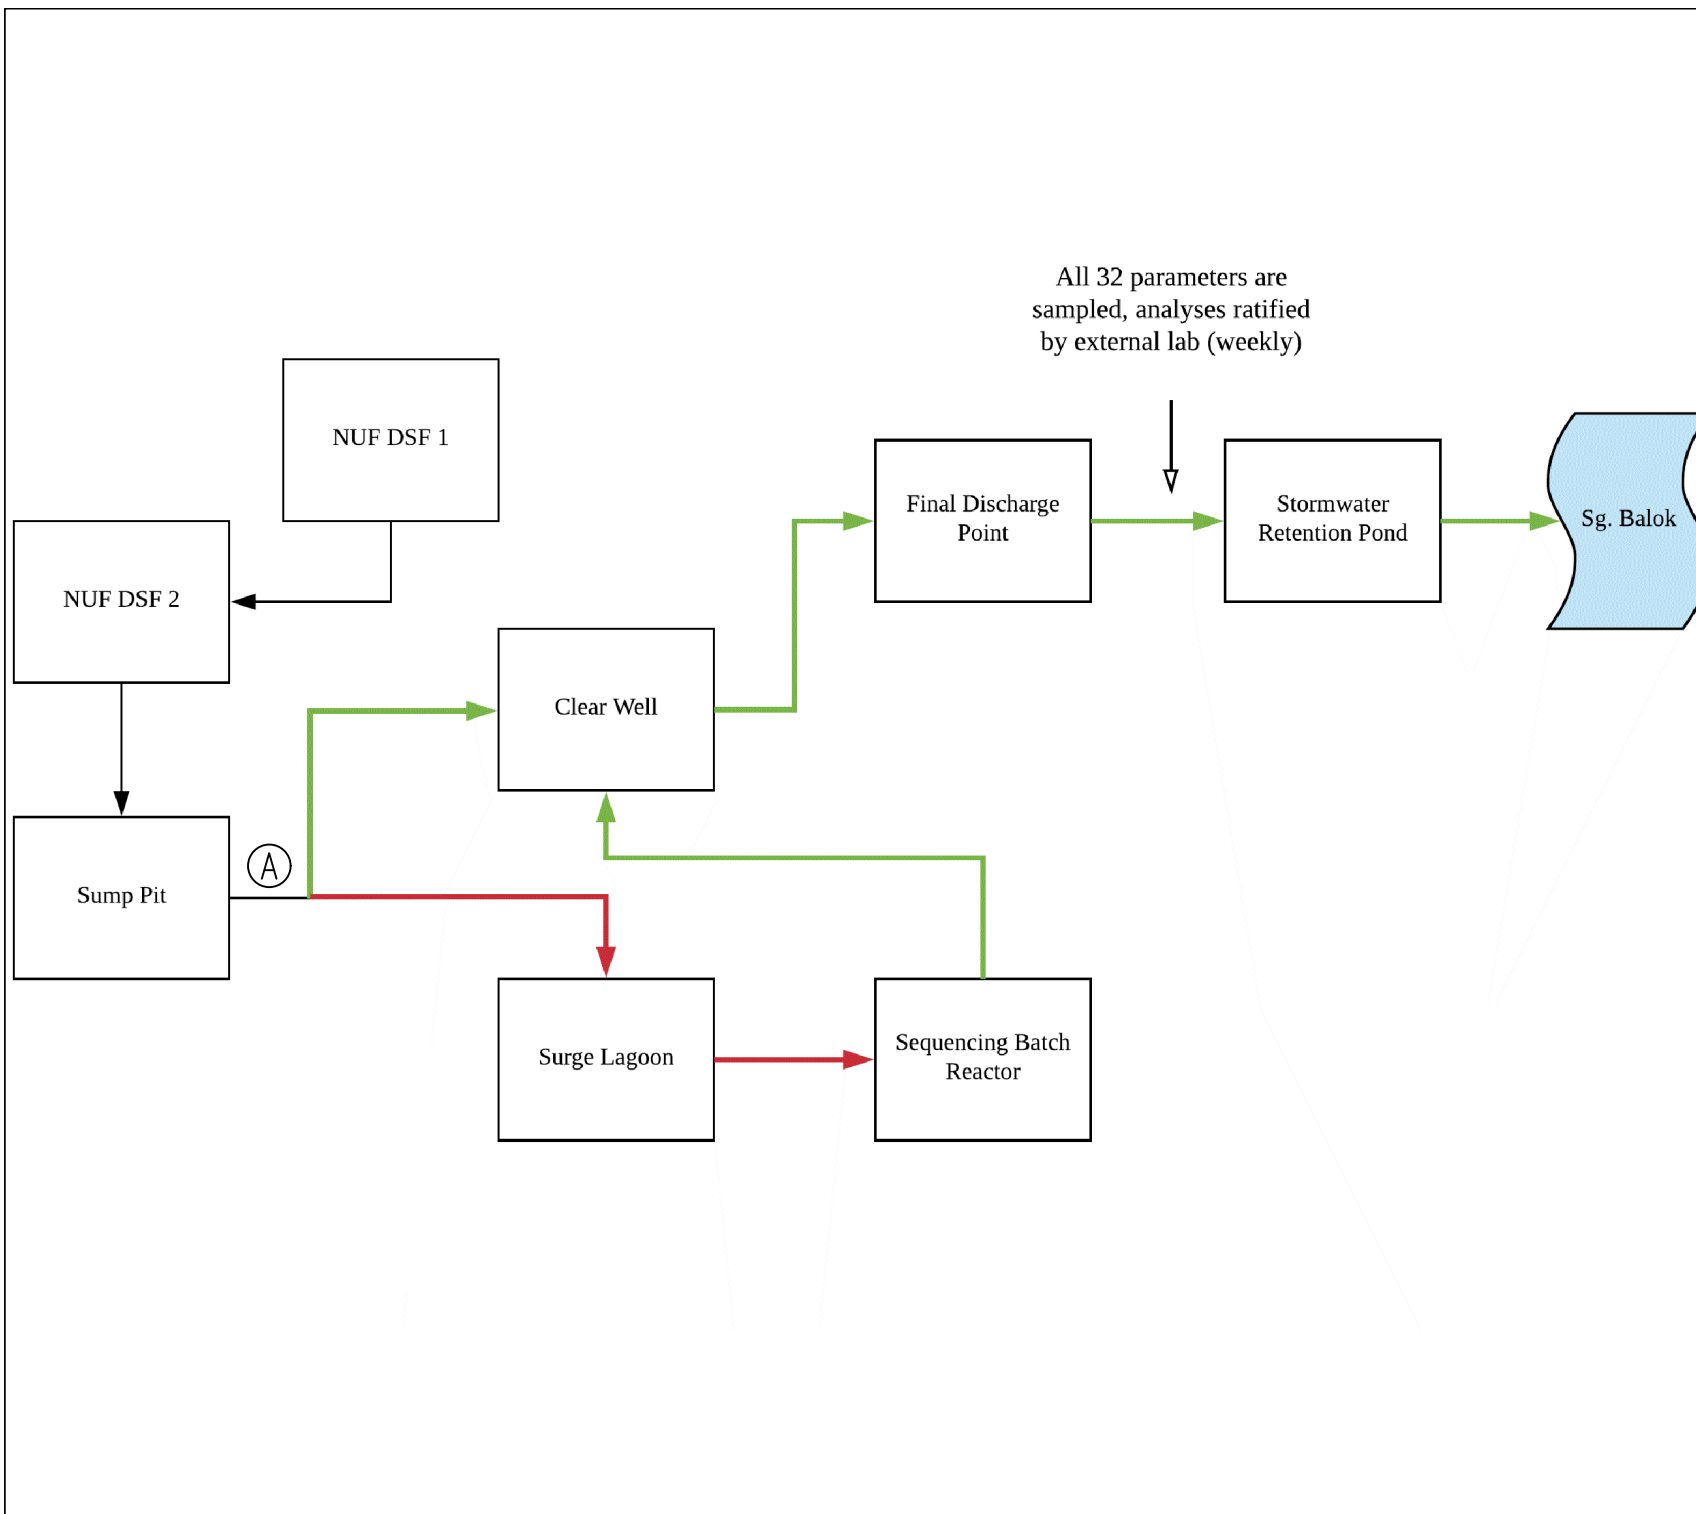 All 32 parameters are
sampled, analyses ratified
by external lab (weekly)
NUF DSF 1
Final Discharge
Point
Stormwater
Retention Pond
Sg. Balok
NUF DSF 2
Clear Well
A
Sump Pit
Surge Lagoon
Sequencing Batch
Reactor